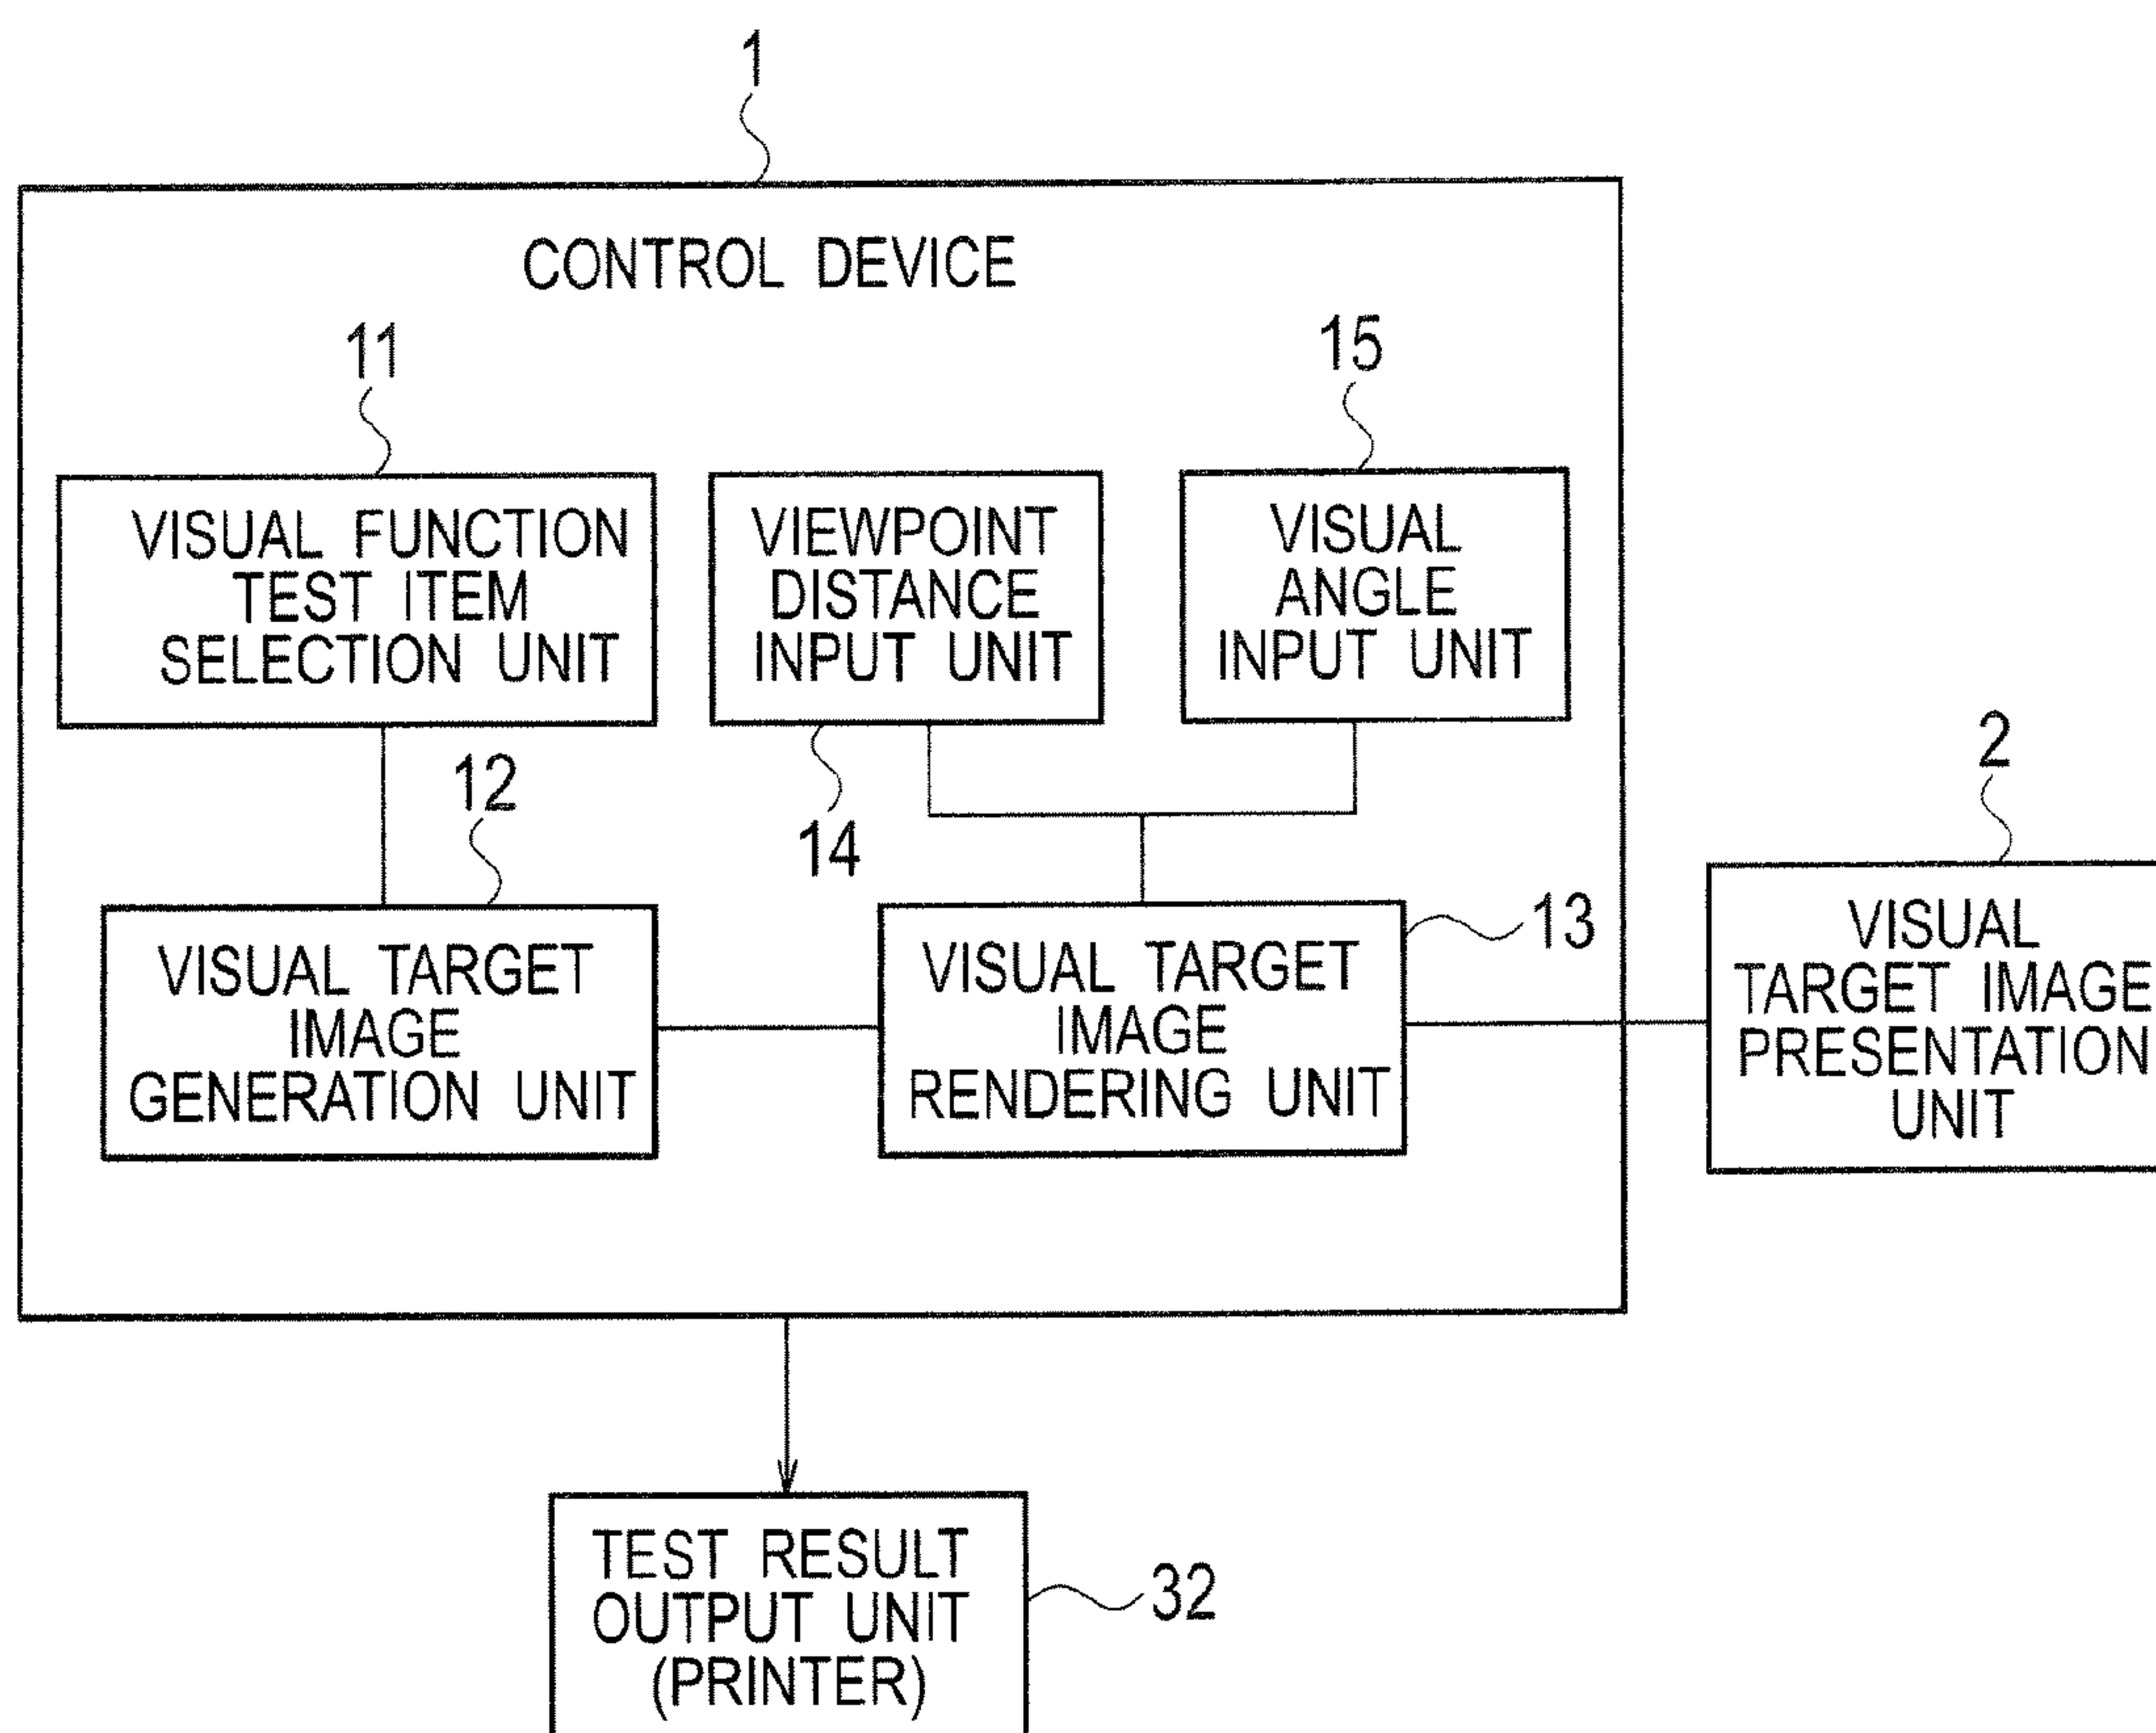 1
CONTROL DEVICE
11
15
VISUAL FUNCTION
TEST ITEM
SELECTION UNIT
VIEWPOINT
DISTANCE
INPUT UNIT
VISUAL
ANGLE
INPUT UNIT
12
14
2
VISUAL TARGET
IMAGE
GENERATION UNIT
VISUAL TARGET
IMAGE
RENDERING UNIT
13
VISUAL
TARGET IMAGE
PRESENTATION
UNIT
TEST RESULT
OUTPUT UNIT
(PRINTER)
32